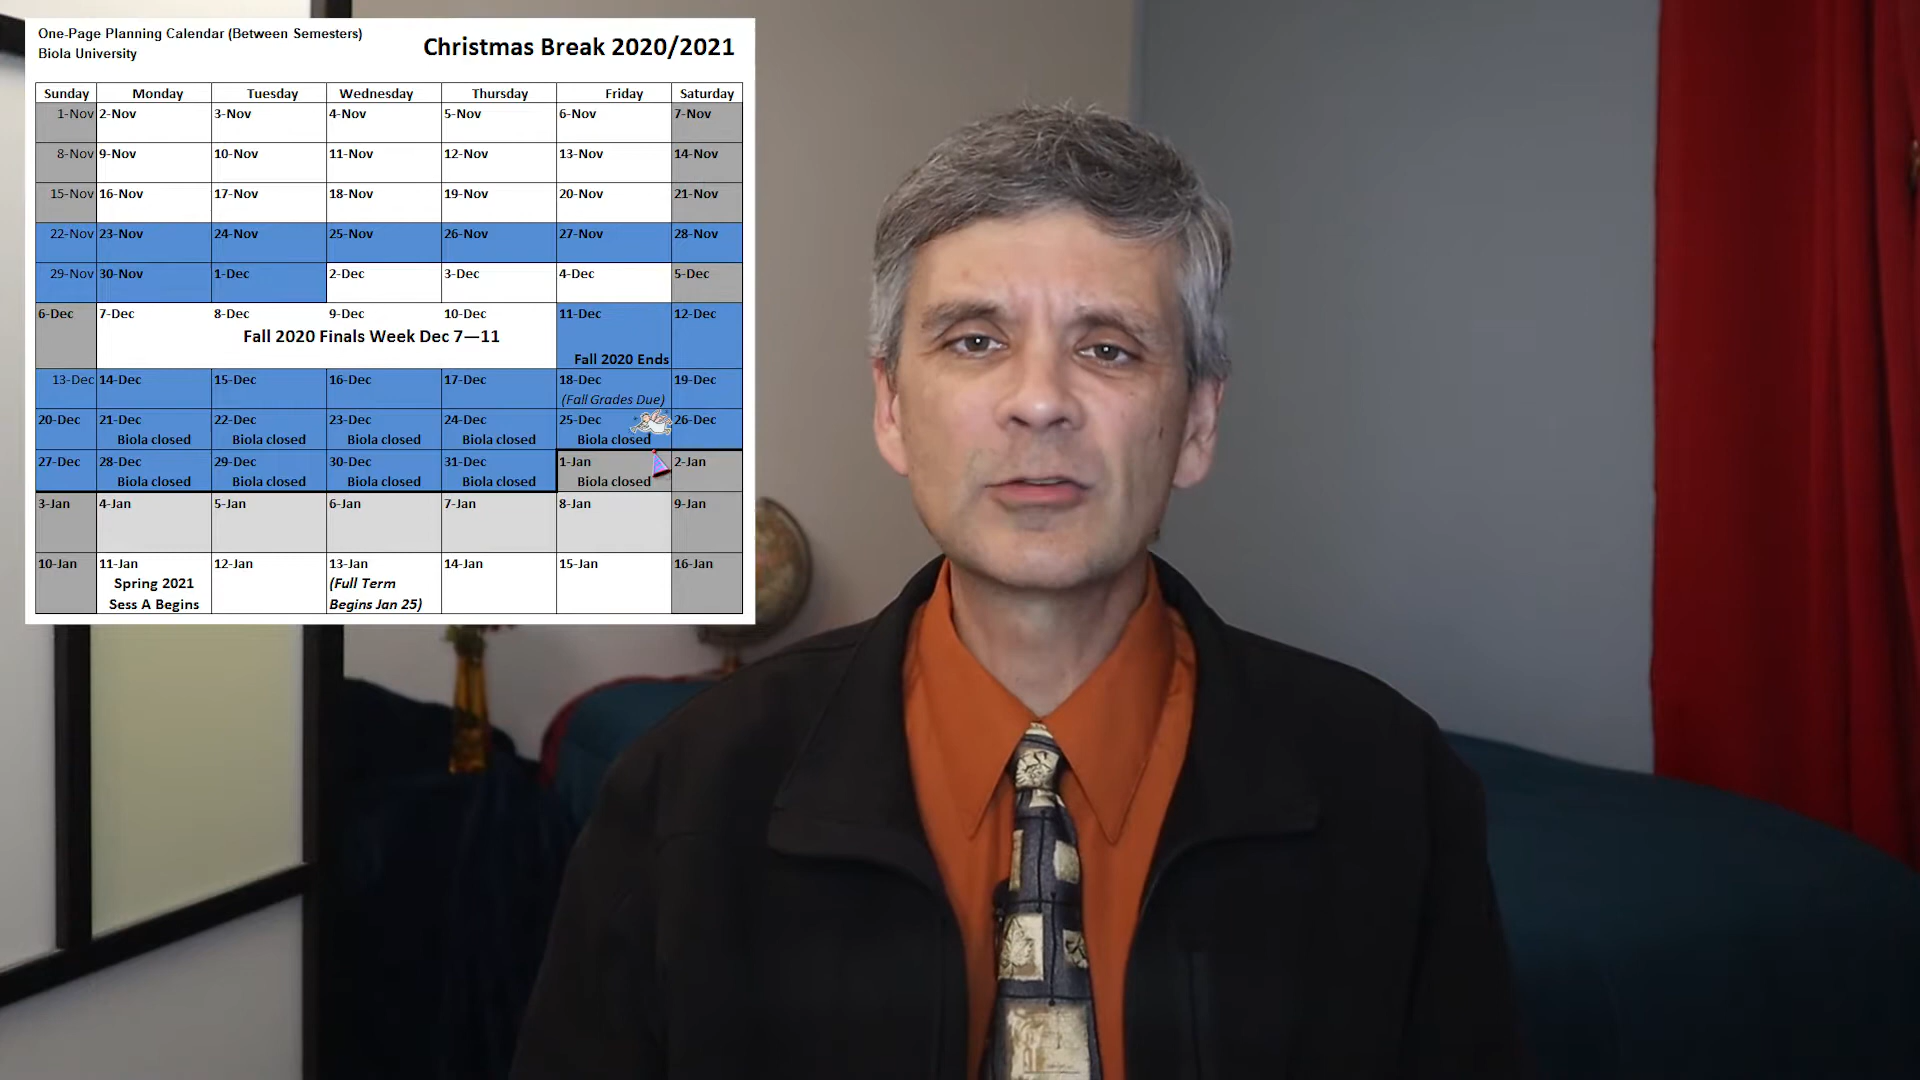 One-Page Planning Calendar (Between Semesters)
Biola University
Christmas Break 2020/2021
Sunday Monday Tuesday Wednesday Thursday Friday Saturday
1-Nov 2-Nov 3-Nov 4-Nov 5-Nov 6-Nov 7-Nov
8-Nov 9-Nov 10-Nov 11-Nov 12-Nov 13-Nov 14-Nov
15-Nov 16-Nov 17-Nov 18-Nov 19-Nov 20-Nov 21-Nov
22-Nov 23-Nov 24-Nov 25-Nov 26-Nov 27-Nov 28-Nov
29-Nov 30-Nov 1-Dec 2-Dec 3-Dec 4-Dec 5-Dec
6-Dec 7-Dec 8-Dec 9-Dec 10-Dec 11-Dec 12-Dec
Fall 2020 Finals Week Dec 7—11
Fall 2020 Ends
13-Dec 14-Dec 15-Dec 16-Dec 17-Dec 18-Dec 19-Dec
(Fall Grades Due)
20-Dec 21-Dec 22-Dec 23-Dec 24-Dec 25-Dec 26-Dec
Biola closed Biola closed Biola closed Biola closed Biola closed
27-Dec 28-Dec 29-Dec 30-Dec 31-Dec 1-Jan 2-Jan
Biola closed Biola closed Biola closed Biola closed Biola closed
3-Jan 4-Jan 5-Jan 6-Jan 7-Jan 8-Jan 9-Jan
10-Jan 11-Jan 12-Jan 13-Jan 14-Jan 15-Jan 16-Jan
Spring 2021 (Full Term
Sess A Begins Begins Jan 25)